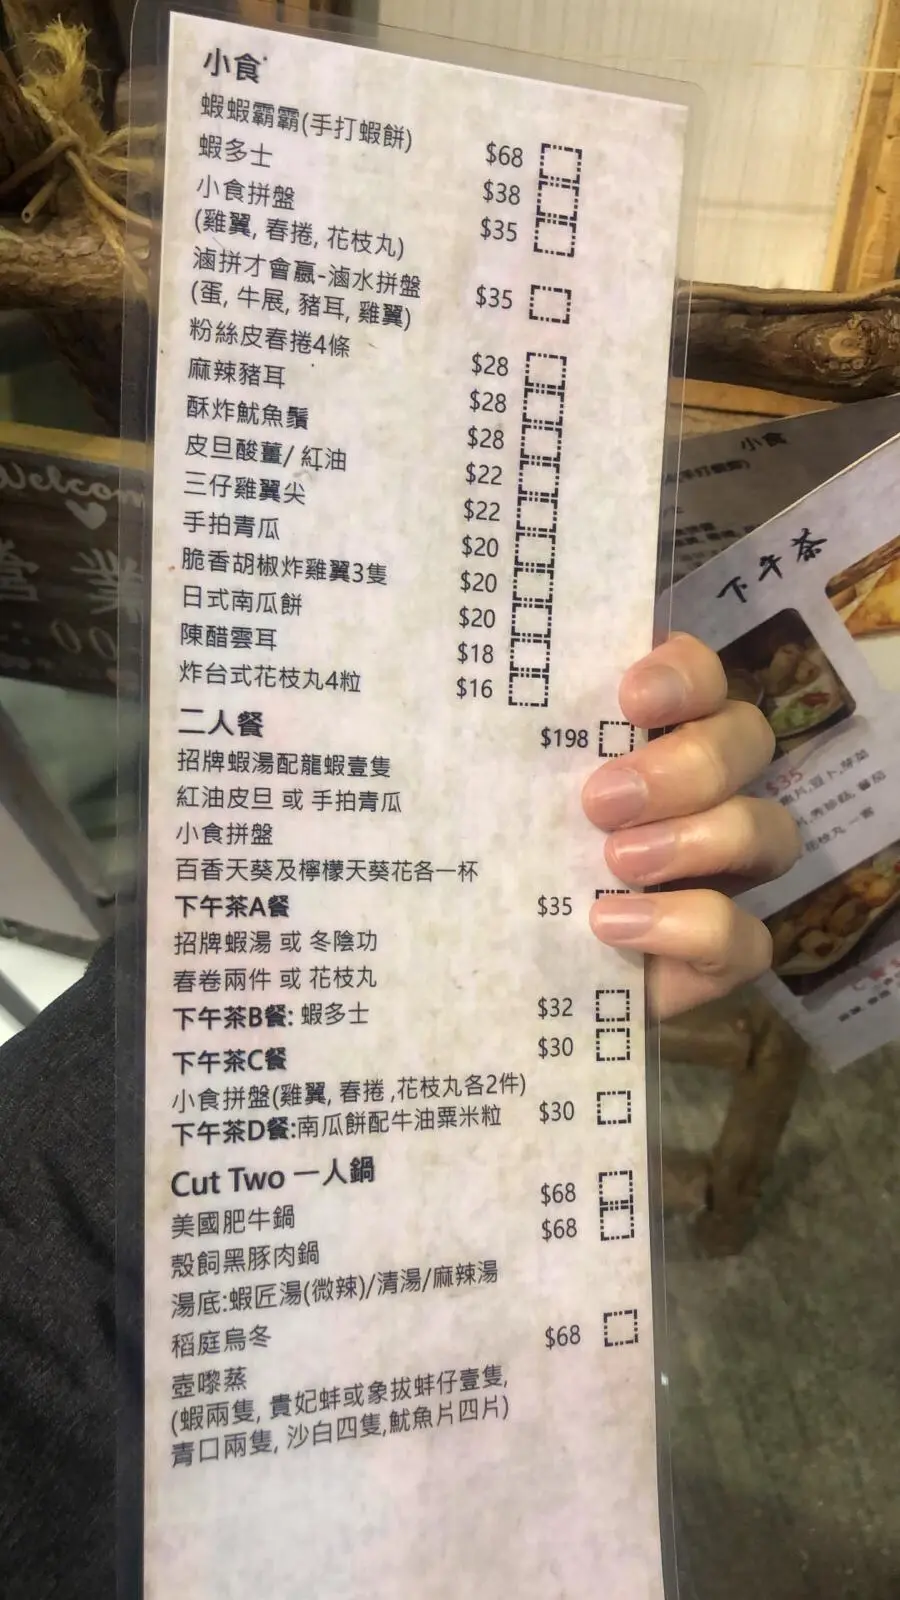 小食
蝦蝦霸霸(手打蝦餅) $68
蝦多士 $38
小食拼盤 $35
(雞翼, 春捲, 花枝丸)
滷拼才會贏-滷水拼盤 $35
(蛋, 牛展, 豬耳, 雞翼)
粉絲皮春捲4條 $28
麻辣豬耳 $28
酥炸魷魚鬚 $28
皮旦酸薑/ 紅油 $22
三仔雞翼尖 $22
手拍青瓜 $20
脆香胡椒炸雞翼3隻 $20
日式南瓜餅 $20
陳醋雲耳 $18
炸台式花枝丸4粒 $16
二人餐 $198
招牌蝦湯配龍蝦壹隻
紅油皮旦 或 手拍青瓜
小食拼盤
百香天葵及檸檬天葵花各一杯
下午茶A餐 $35
招牌蝦湯 或 冬陰功
春卷兩件 或 花枝丸
下午茶B餐: 蝦多士 $32
下午茶C餐 $30
小食拼盤(雞翼, 春捲 ,花枝丸各2件)
下午茶D餐:南瓜餅配牛油粟米粒 $30
Cut Two 一人鍋
美國肥牛鍋 $68
殼飼黑豚肉鍋 $68
湯底:蝦匠湯(微辣)/清湯/麻辣湯
稻庭烏冬 $68
壺嚟蒸
(蝦兩隻, 貴妃蚌或象拔蚌仔壹隻,
青口兩隻, 沙白四隻,魷魚片四片)
Welcom
營業
小食
下午茶
$35